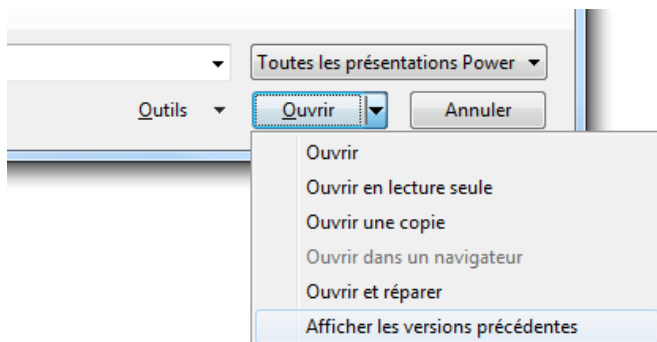 Toutes les présentations Power
Outils Ouvrir Annuler
Ouvrir
Ouvrir en lecture seule
Ouvrir une copie
Ouvrir dans un navigateur
Ouvrir et réparer
Afficher les versions précédentes